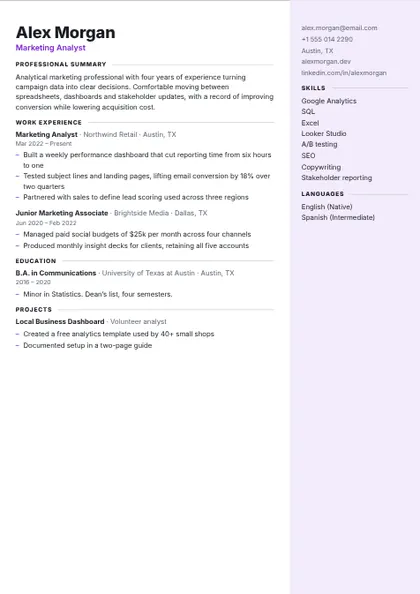 Alex Morgan
Marketing Analyst
PROFESSIONAL SUMMARY
Analytical marketing professional with four years of experience turning
campaign data into clear decisions. Comfortable moving between
spreadsheets, dashboards and stakeholder updates, with a record of improving
conversion while lowering acquisition cost.
WORK EXPERIENCE
Marketing Analyst · Northwind Retail · Austin, TX
Mar 2022 – Present
– Built a weekly performance dashboard that cut reporting time from six hours
to one
– Tested subject lines and landing pages, lifting email conversion by 18% over
two quarters
– Partnered with sales to define lead scoring used across three regions
Junior Marketing Associate · Brightside Media · Dallas, TX
Jun 2020 – Feb 2022
– Managed paid social budgets of $25k per month across four channels
– Produced monthly insight decks for clients, retaining all five accounts
EDUCATION
B.A. in Communications · University of Texas at Austin · Austin, TX
2016 – 2020
– Minor in Statistics. Dean's list, four semesters.
PROJECTS
Local Business Dashboard · Volunteer analyst
– Created a free analytics template used by 40+ small shops
– Documented setup in a two-page guide
alex.morgan@email.com
+1 555 014 2290
Austin, TX
alexmorgan.dev
linkedin.com/in/alexmorgan
SKILLS
Google Analytics
SQL
Excel
Looker Studio
A/B testing
SEO
Copywriting
Stakeholder reporting
LANGUAGES
English (Native)
Spanish (Intermediate)